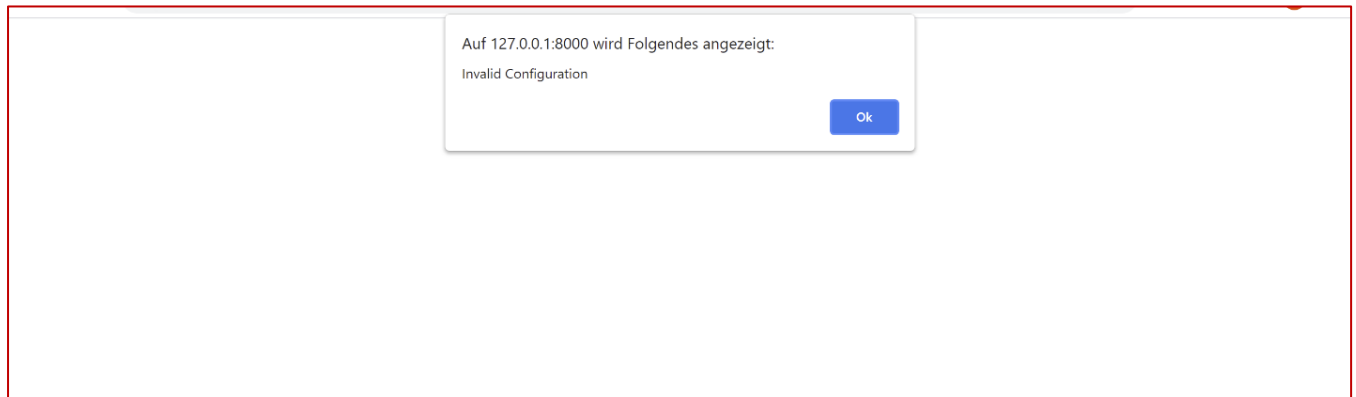 Auf 127.0.0.1:8000 wird Folgendes angezeigt:
Invalid Configuration
Ok